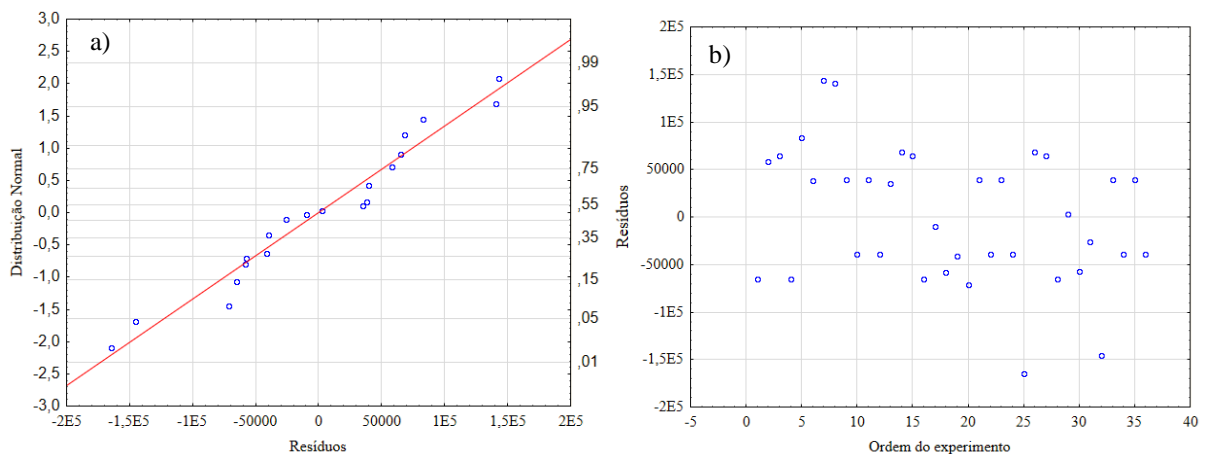 a)
Distribuição Normal
3,0
2,5
2,0
1,5
1,0
0,5
0,0
-0,5
-1,0
-1,5
-2,0
-2,5
-3,0
,99
,95
,75
,55
,35
,15
,05
,01
-2E5 -1,5E5 -1E5 -50000 0 50000 1E5 1,5E5 2E5
Resíduos
b)
Resíduos
2E5
1,5E5
1E5
50000
0
-50000
-1E5
-1,5E5
-2E5
-5 0 5 10 15 20 25 30 35 40
Ordem do experimento